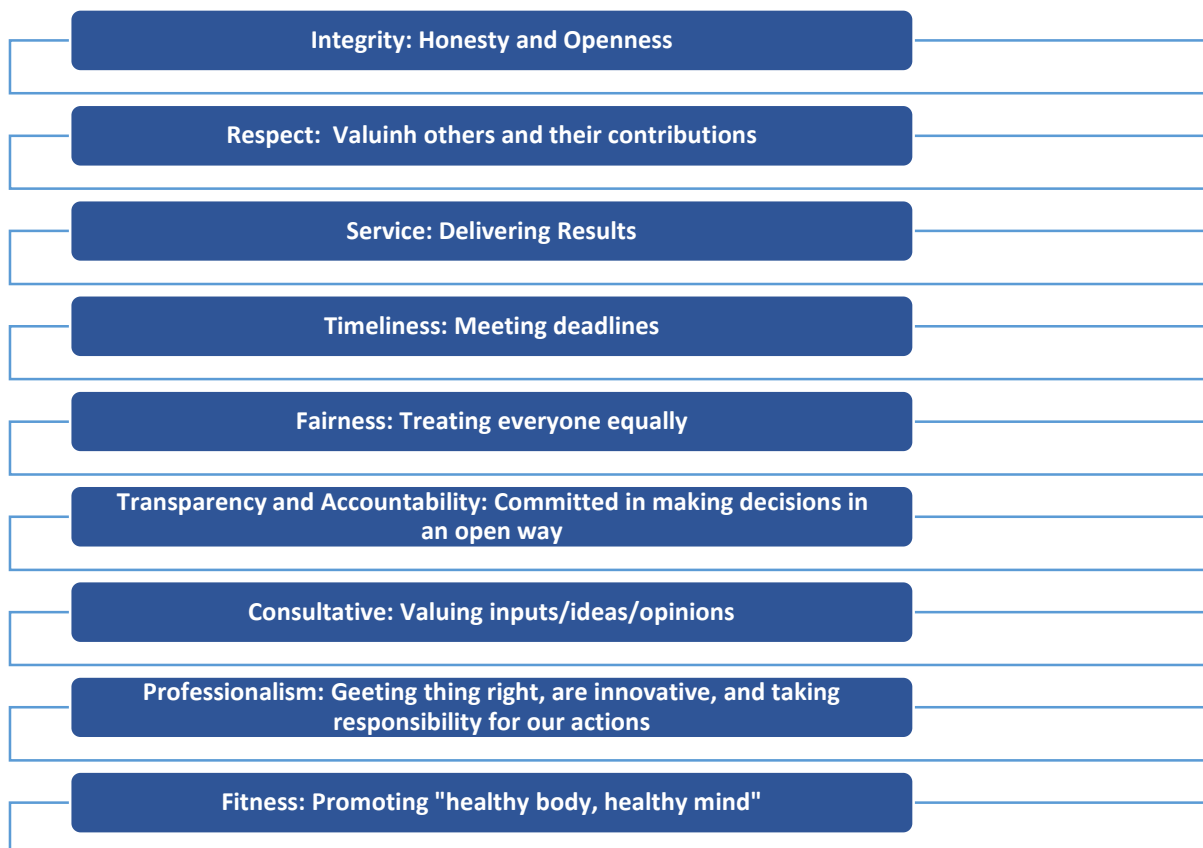 Integrity: Honesty and Openness
Respect:  Valuinh others and their contributions
Service: Delivering Results
Timeliness: Meeting deadlines
Fairness: Treating everyone equally
Transparency and Accountability: Committed in making decisions in
an open way
Consultative: Valuing inputs/ideas/opinions
Professionalism: Geeting thing right, are innovative, and taking
responsibility for our actions
Fitness: Promoting "healthy body, healthy mind"